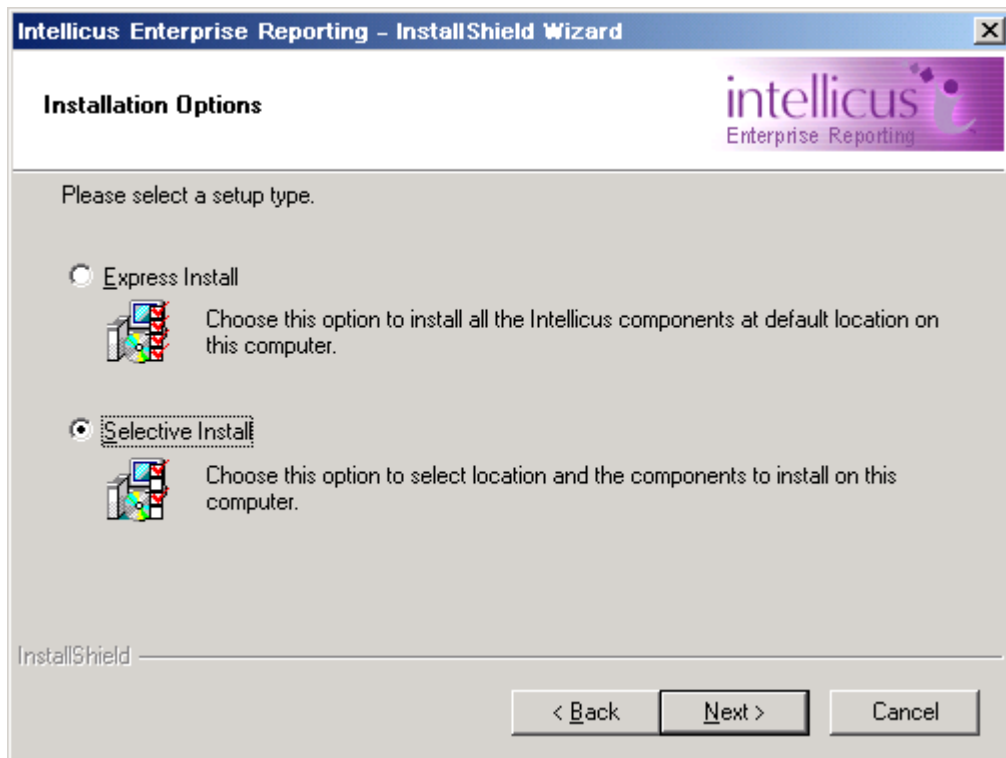 Intellicus Enterprise Reporting - InstallShield Wizard
Installation Options
intellicus
Enterprise Reporting
Please select a setup type.
Express Install
Choose this option to install all the Intellicus components at default location on
this computer.
Selective Install
Choose this option to select location and the components to install on this
computer.
InstallShield
< Back
Next >
Cancel